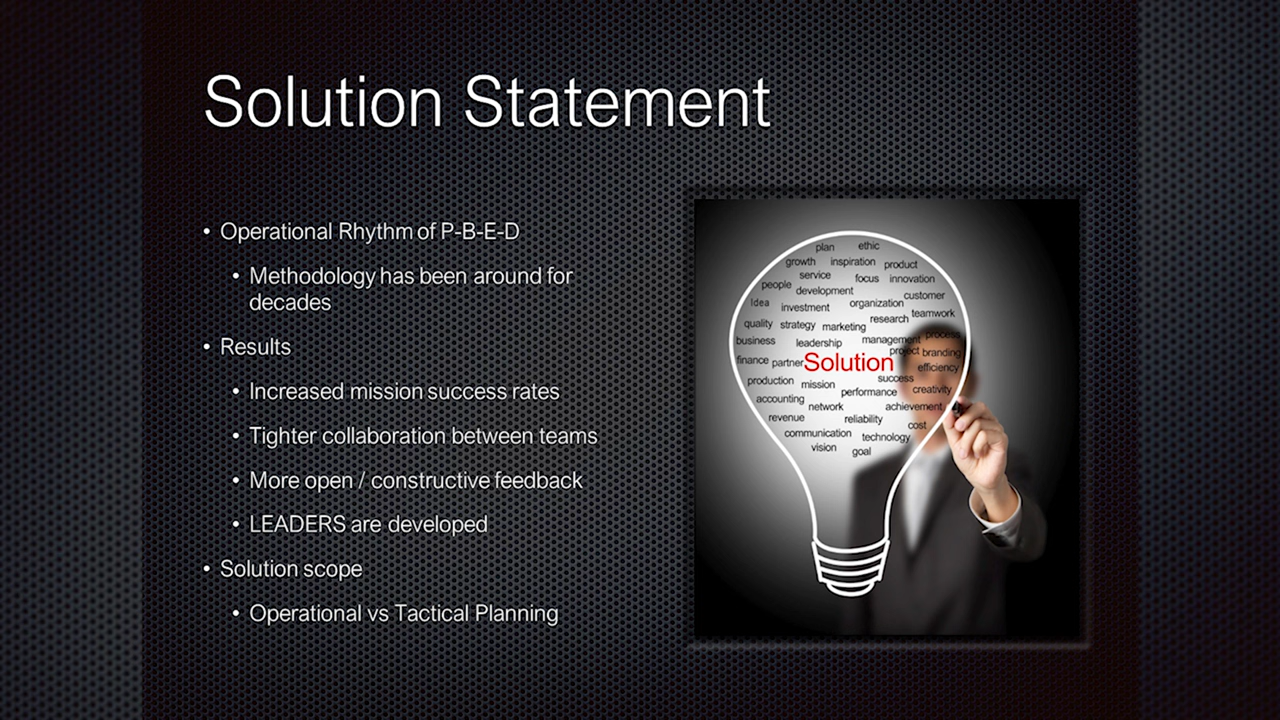 Solution Statement
• Operational Rhythm of P-B-E-D
• Methodology has been around for
decades
• Results
• Increased mission success rates
• Tighter collaboration between teams
• More open / constructive feedback
• LEADERS are developed
• Solution scope
• Operational vs Tactical Planning
plan ethic
growth inspiration product
service focus innovation
people development customer
Idea investment organization
research teamwork
quality strategy marketing
business leadership management process
finance partner Solution project branding
efficiency
production mission success
performance creativity
accounting network achievement
revenue reliability cost
communication technology
vision goal